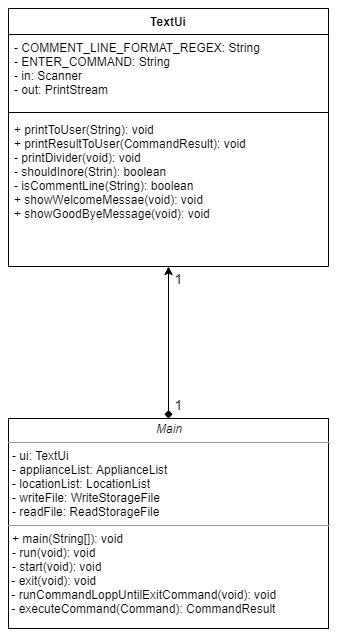 TextUi
- COMMENT_LINE_FORMAT_REGEX: String
- ENTER_COMMAND: String
- in: Scanner
- out: PrintStream
+ printToUser(String): void
+ printResultToUser(CommandResult): void
- printDivider(void): void
- shouldInore(Strin): boolean
- isCommentLine(String): boolean
+ showWelcomeMessae(void): void
+ showGoodByeMessage(void): void
1
1
Main
- ui: TextUi
- applianceList: ApplianceList
- locationList: LocationList
- writeFile: WriteStorageFile
- readFile: ReadStorageFile
+ main(String[]): void
- run(void): void
- start(void): void
- exit(void): void
- runCommandLoppUntilExitCommand(void): void
- executeCommand(Command): CommandResult